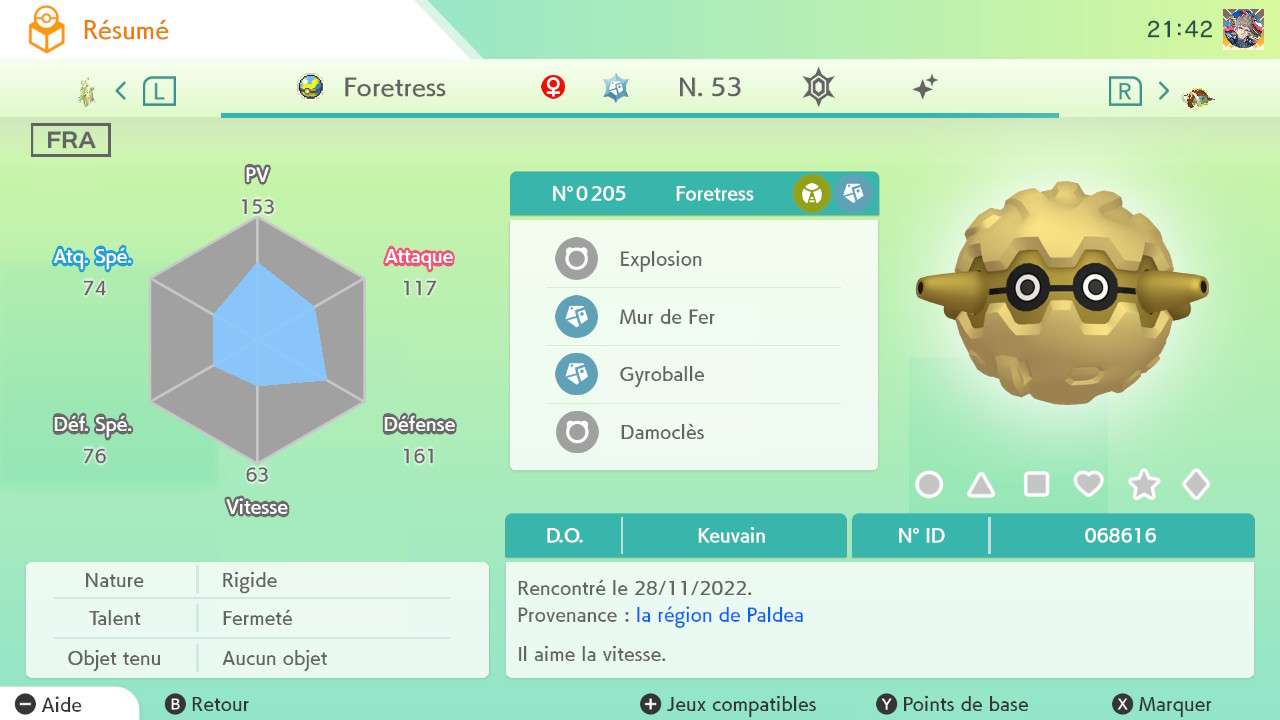 Résumé
21:42
L
Foretress
N. 53
R
FRA
PV
153
Atq. Spé.
74
Attaque
117
Déf. Spé.
76
Défense
161
63
Vitesse
N°0205 Foretress
Explosion
Mur de Fer
Gyroballe
Damoclès
D.O. Keuvain
N° ID 068616
Nature Rigide
Talent Fermeté
Objet tenu Aucun objet
Rencontré le 28/11/2022.
Provenance : la région de Paldea
Il aime la vitesse.
Aide
B Retour
Jeux compatibles
Y Points de base
X Marquer